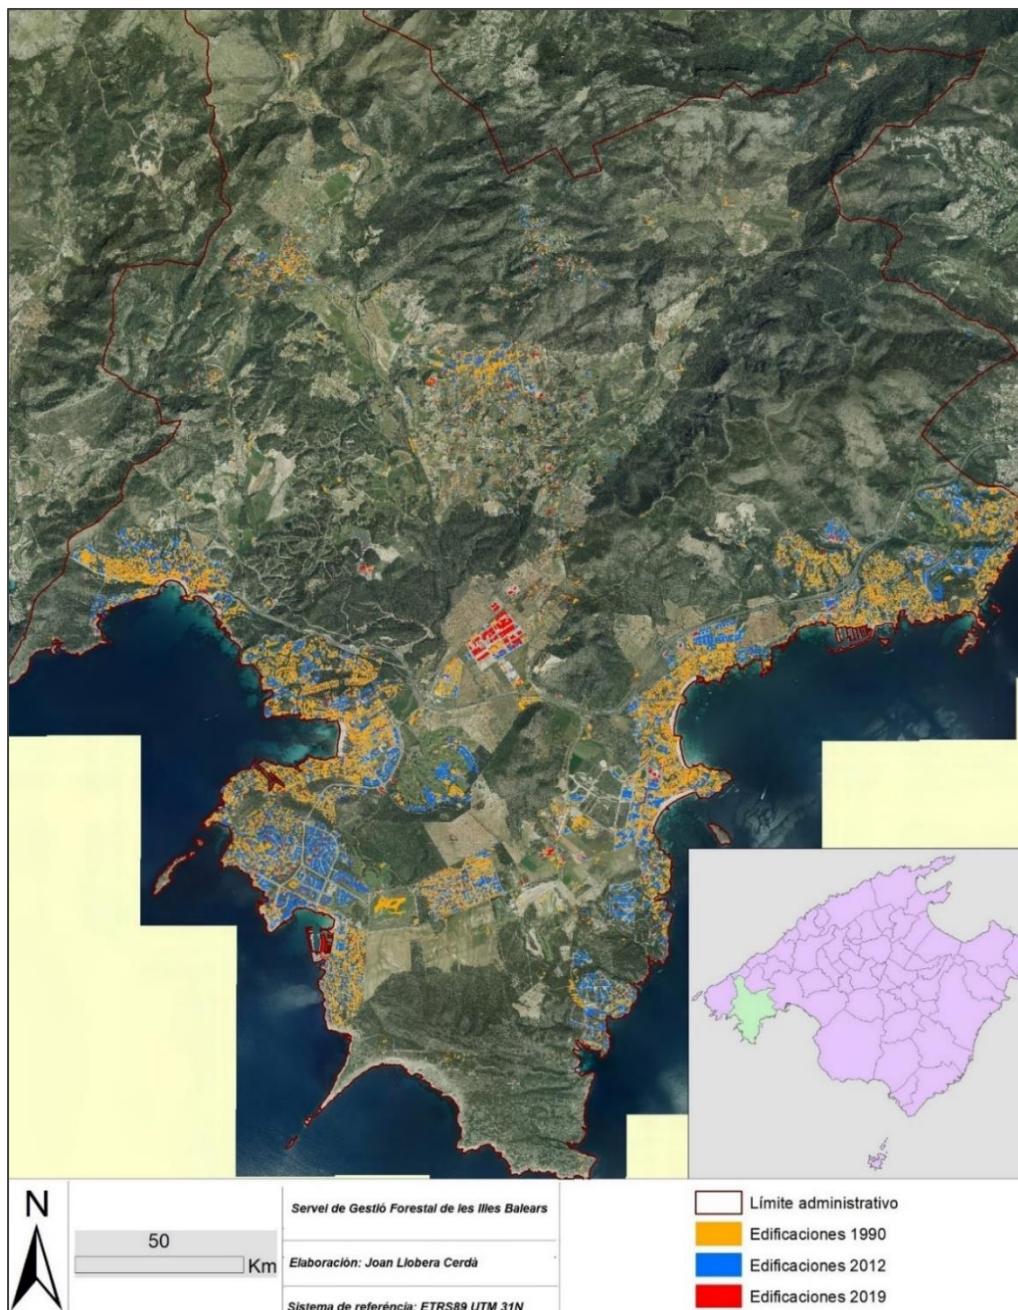 N
50
Km
Servei de Gestió Forestal de les Illes Balears
Elaboración: Joan Llobera Cerdà
Sistema de referéncia: ETRS89 UTM 31N
Límite administrativo
Edificaciones 1990
Edificaciones 2012
Edificaciones 2019